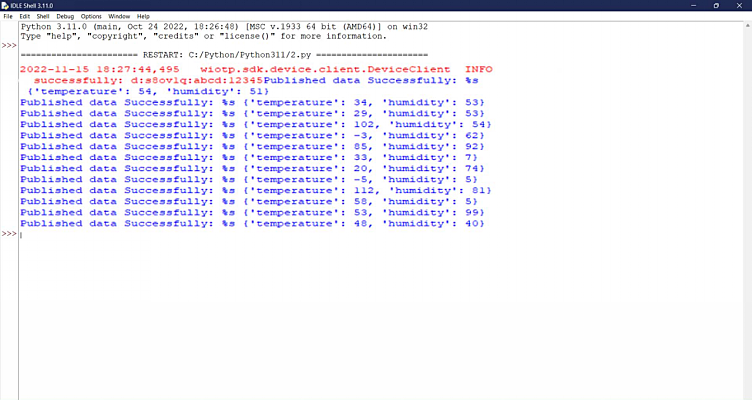 IDLE Shell 3.11.0
File Edit Shell Debug Options Window Help
Python 3.11.0 (main, Oct 24 2022, 18:26:48) [MSC v.1933 64 bit (AMD64)] on win32
Type "help", "copyright", "credits" or "license()" for more information.
>>>
======================= RESTART: C:/Python/Python311/2.py ======================
2022-11-15 18:27:44,495 wiotp.sdk.device.client.DeviceClient INFO
successfully: d:s8ov1q:abcd:12345Published data Successfully: %s
{'temperature': 54, 'humidity': 51}
Published data Successfully: %s {'temperature': 34, 'humidity': 53}
Published data Successfully: %s {'temperature': 29, 'humidity': 53}
Published data Successfully: %s {'temperature': 102, 'humidity': 54}
Published data Successfully: %s {'temperature': -3, 'humidity': 62}
Published data Successfully: %s {'temperature': 85, 'humidity': 92}
Published data Successfully: %s {'temperature': 33, 'humidity': 7}
Published data Successfully: %s {'temperature': 20, 'humidity': 74}
Published data Successfully: %s {'temperature': -5, 'humidity': 5}
Published data Successfully: %s {'temperature': 112, 'humidity': 81}
Published data Successfully: %s {'temperature': 58, 'humidity': 5}
Published data Successfully: %s {'temperature': 53, 'humidity': 99}
Published data Successfully: %s {'temperature': 48, 'humidity': 40}
>>>